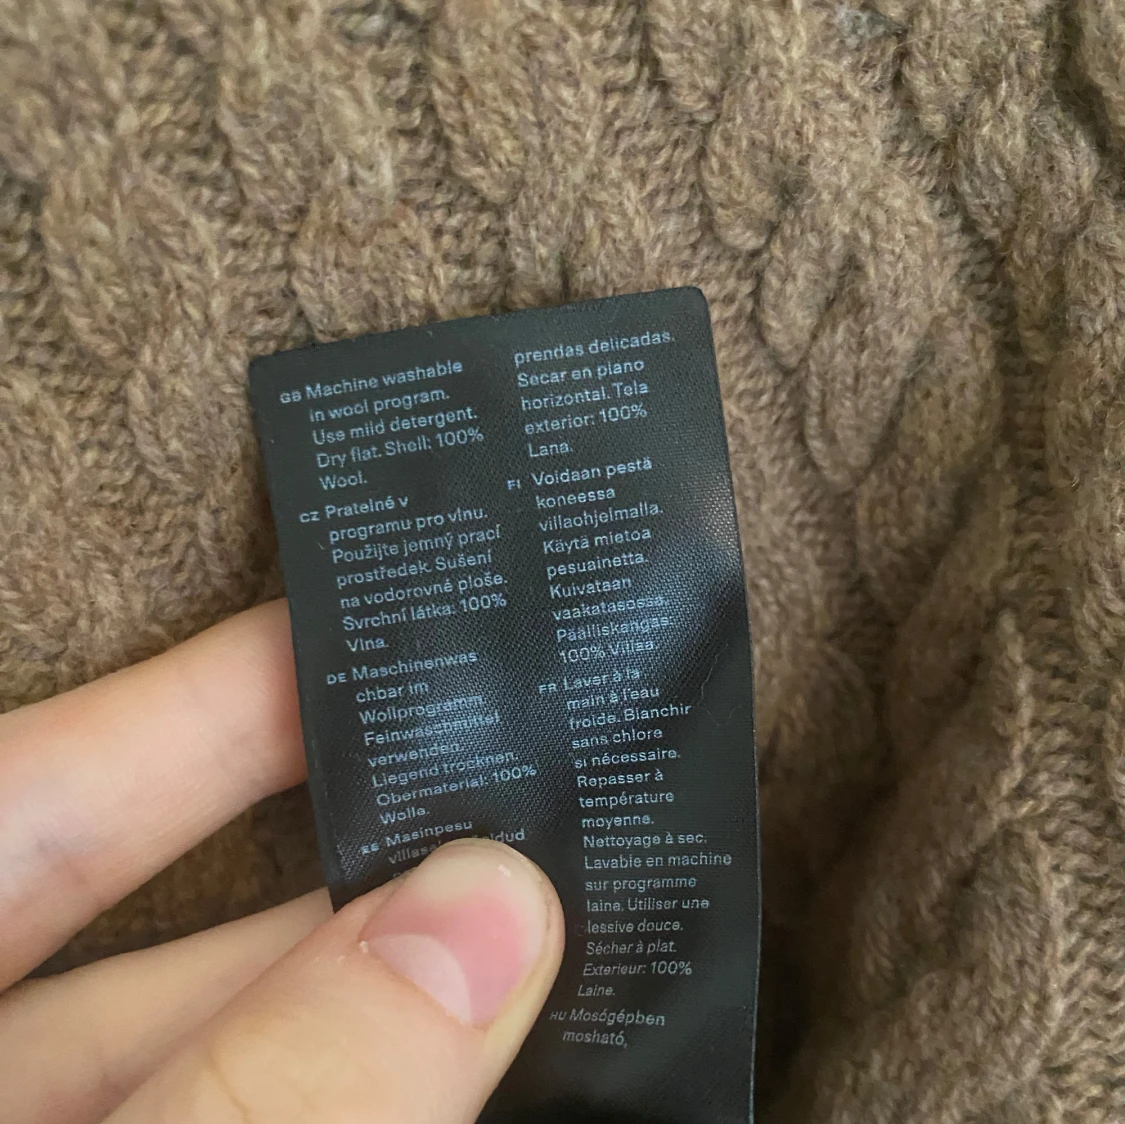 GB Machine washable
in wool program.
Use mild detergent.
Dry flat. Shell: 100%
Wool.
CZ Pratelné v
programu pro vlnu.
Použijte jemný prací
prostředek. Sušení
na vodorovné ploše.
Svrchní látka: 100%
Vlna.
DE Maschinenwas
chbar im
Wollprogramm
Feinwaschmittel
verwenden.
Liegend trocknen.
Obermaterial: 100%
Wolle.
EE Masinpesu
prendas delicadas.
Secar en plano
horizontal. Tela
exterior: 100%
Lana.
FI Voidaan pestä
koneessa
villaohjelmalla.
Käytä mietoa
pesuainetta.
Kuivataan
vaakatasossa.
Päälliskangas:
100% Villaa.
FR Laver à la
main à l'eau
froide. Blanchir
sans chlore
si nécessaire.
Repasser à
température
moyenne.
Nettoyage à sec.
Lavable en machine
sur programme
laine. Utiliser une
lessive douce.
Sécher à plat.
Exterieur: 100%
Laine.
HU Mosógépben
mosható,